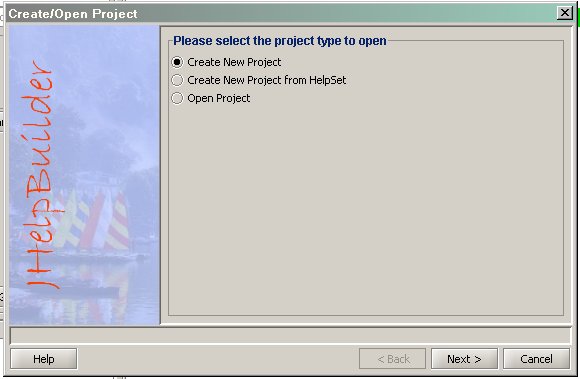 Create/Open Project
JHelpBuilder
Please select the project type to open
Create New Project
Create New Project from HelpSet
Open Project
Help
< Back
Next >
Cancel